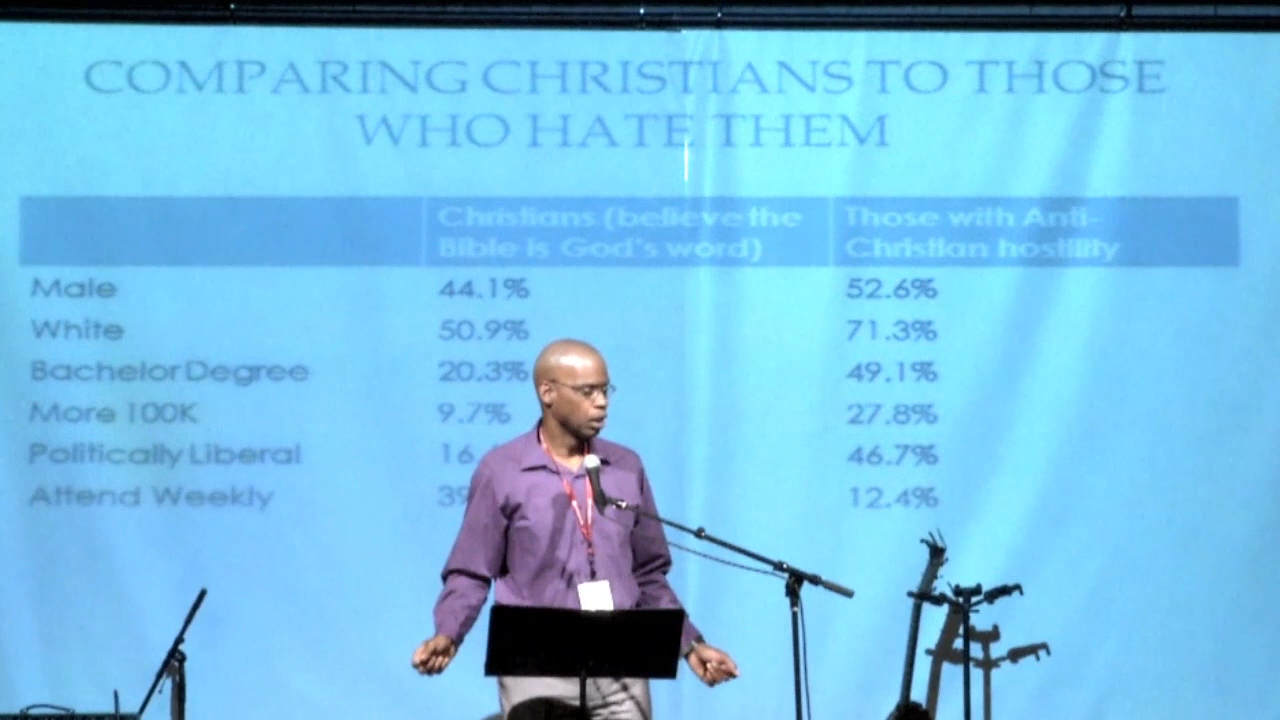 COMPARING CHRISTIANS TO THOSE
WHO HATE THEM
Christians (believe the Those with Anti-
Bible is God's word) Christian hostility
Male 44.1% 52.6%
White 50.9% 71.3%
Bachelor Degree 20.3% 49.1%
More 100K 9.7% 27.8%
Politically Liberal 16. 46.7%
Attend Weekly 39 12.4%